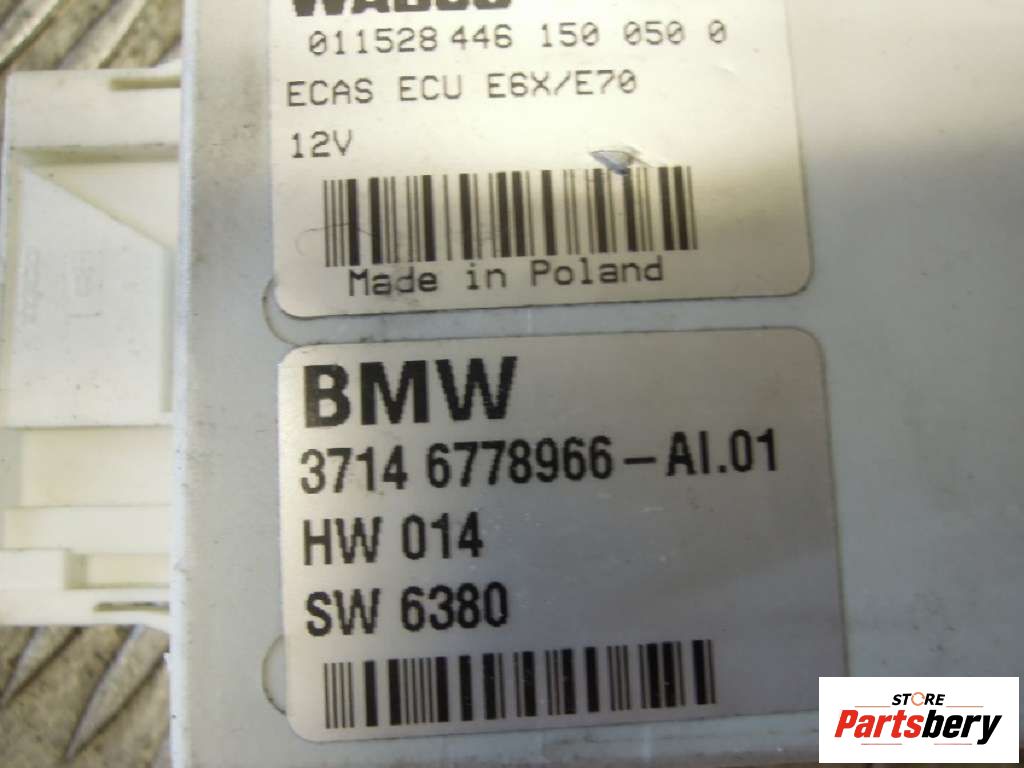 WABCO
011528 446 150 050 0
ECAS ECU E6X/E70
12V
Made in Poland
BMW
3714 6778966-AI.01
HW 014
SW 6380
STORE
Partsbery